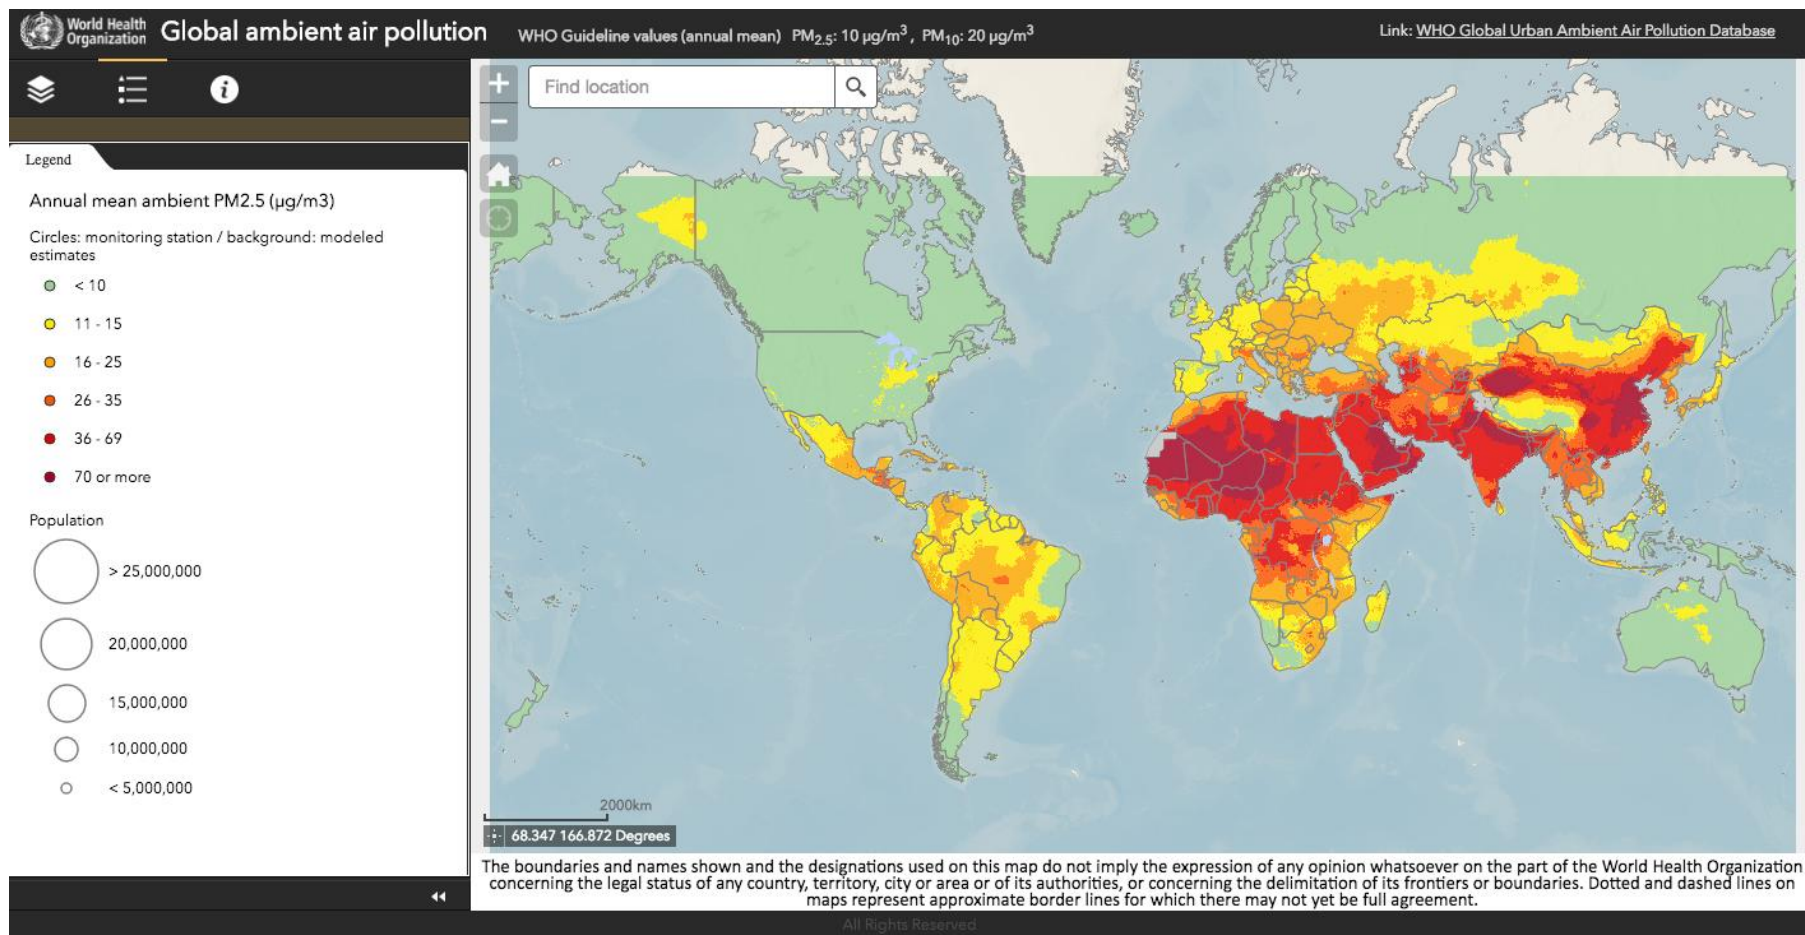 World Health
Organization
Global ambient air pollution
WHO Guideline values (annual mean) PM2.5: 10 µg/m3 , PM10: 20 µg/m3
Link: WHO Global Urban Ambient Air Pollution Database
Find location
Legend
Annual mean ambient PM2.5 (µg/m3)
Circles: monitoring station / background: modeled
estimates
< 10
11 - 15
16 - 25
26 - 35
36 - 69
70 or more
Population
> 25,000,000
20,000,000
15,000,000
10,000,000
< 5,000,000
2000km
68.347 166.872 Degrees
The boundaries and names shown and the designations used on this map do not imply the expression of any opinion whatsoever on the part of the World Health Organization
concerning the legal status of any country, territory, city or area or of its authorities, or concerning the delimitation of its frontiers or boundaries. Dotted and dashed lines on
maps represent approximate border lines for which there may not yet be full agreement.
All Rights Reserved